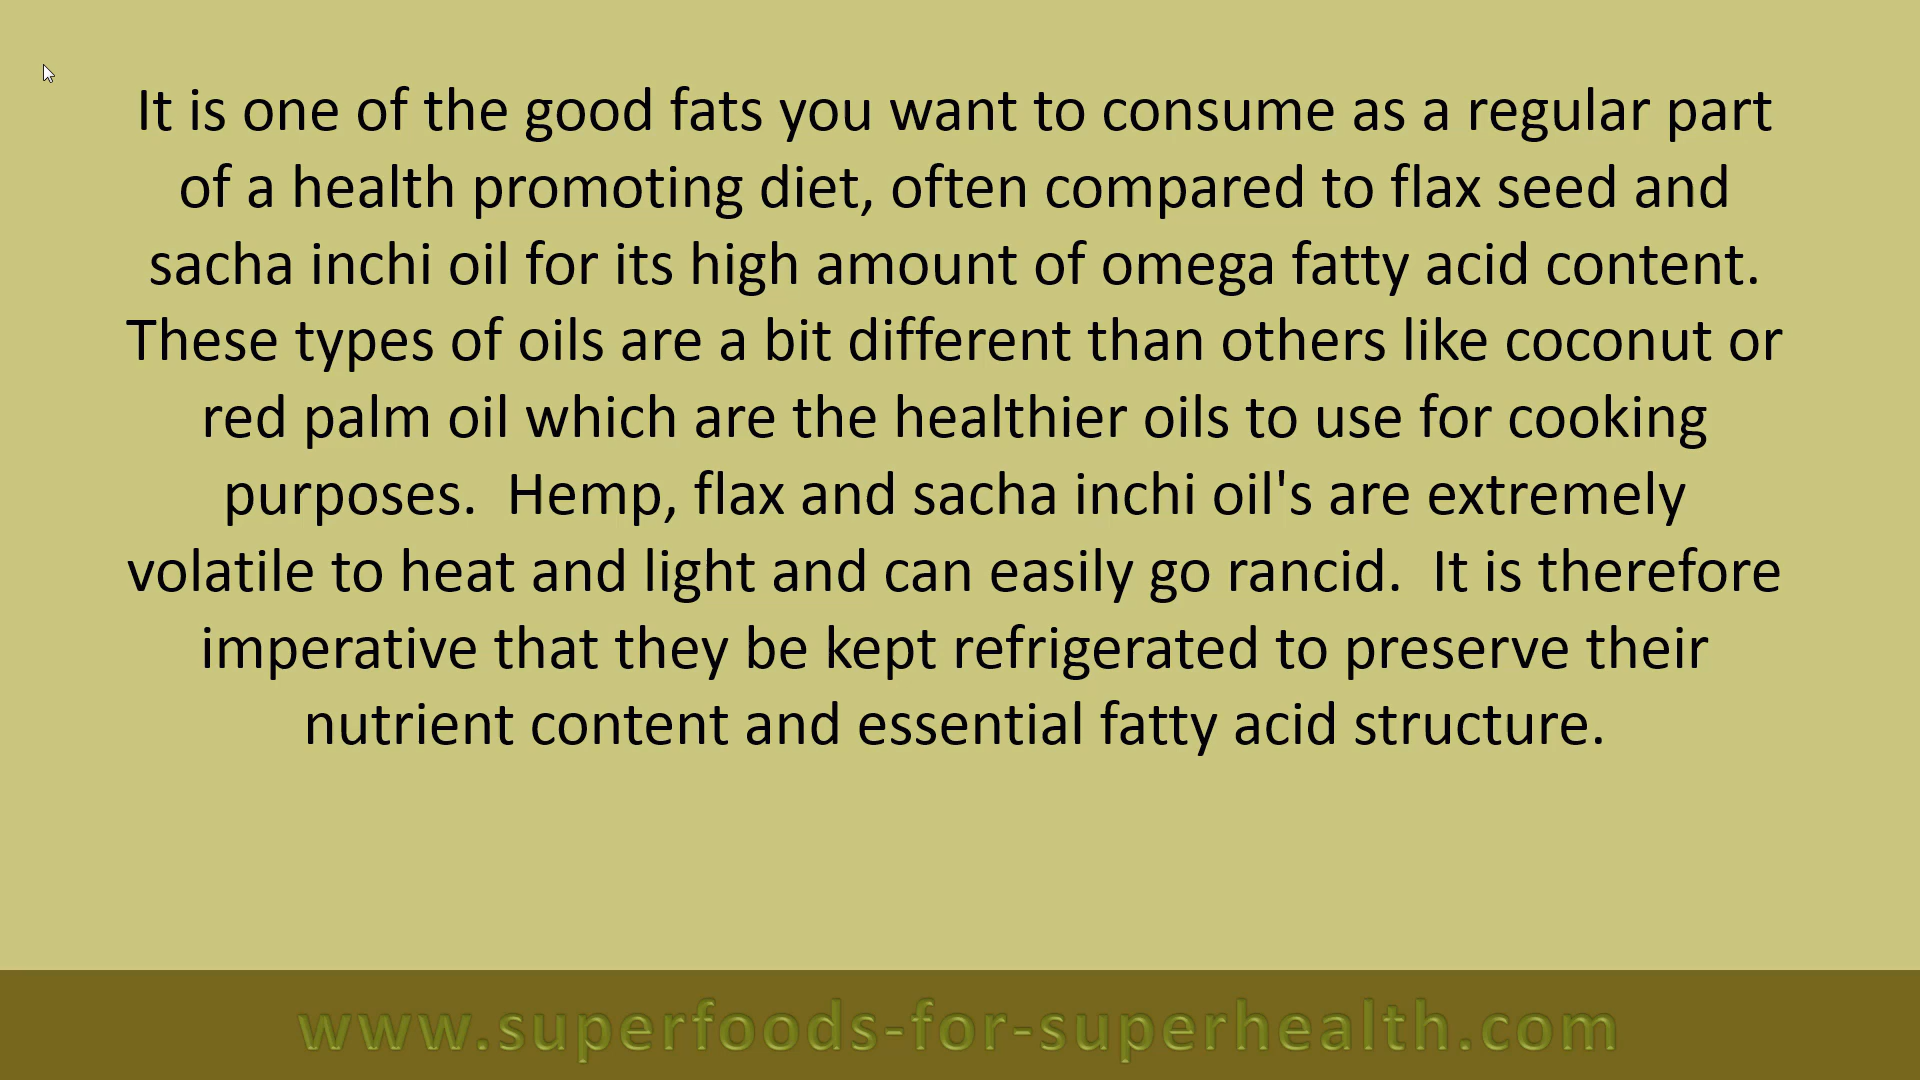 It is one of the good fats you want to consume as a regular part
of a health promoting diet, often compared to flax seed and
sacha inchi oil for its high amount of omega fatty acid content.
These types of oils are a bit different than others like coconut or
red palm oil which are the healthier oils to use for cooking
purposes.  Hemp, flax and sacha inchi oil's are extremely
volatile to heat and light and can easily go rancid.  It is therefore
imperative that they be kept refrigerated to preserve their
nutrient content and essential fatty acid structure.
www.superfoods-for-superhealth.com